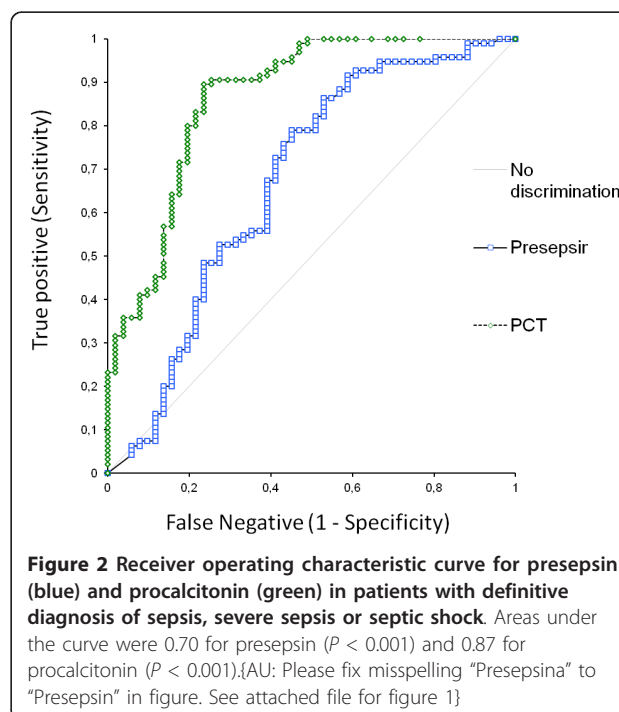 1
0,9
0,8
0,7
0,6
0,5
0,4
0,3
0,2
0,1
0
True positive (Sensitivity)
0 0,2 0,4 0,6 0,8 1
False Negative (1 - Specificity)
No
discrimination
Presepsir
PCT
Figure 2 Receiver operating characteristic curve for presepsin
(blue) and procalcitonin (green) in patients with definitive
diagnosis of sepsis, severe sepsis or septic shock. Areas under
the curve were 0.70 for presepsin (P < 0.001) and 0.87 for
procalcitonin (P < 0.001).{AU: Please fix misspelling “Presepsina” to
“Presepsin” in figure. See attached file for figure 1}